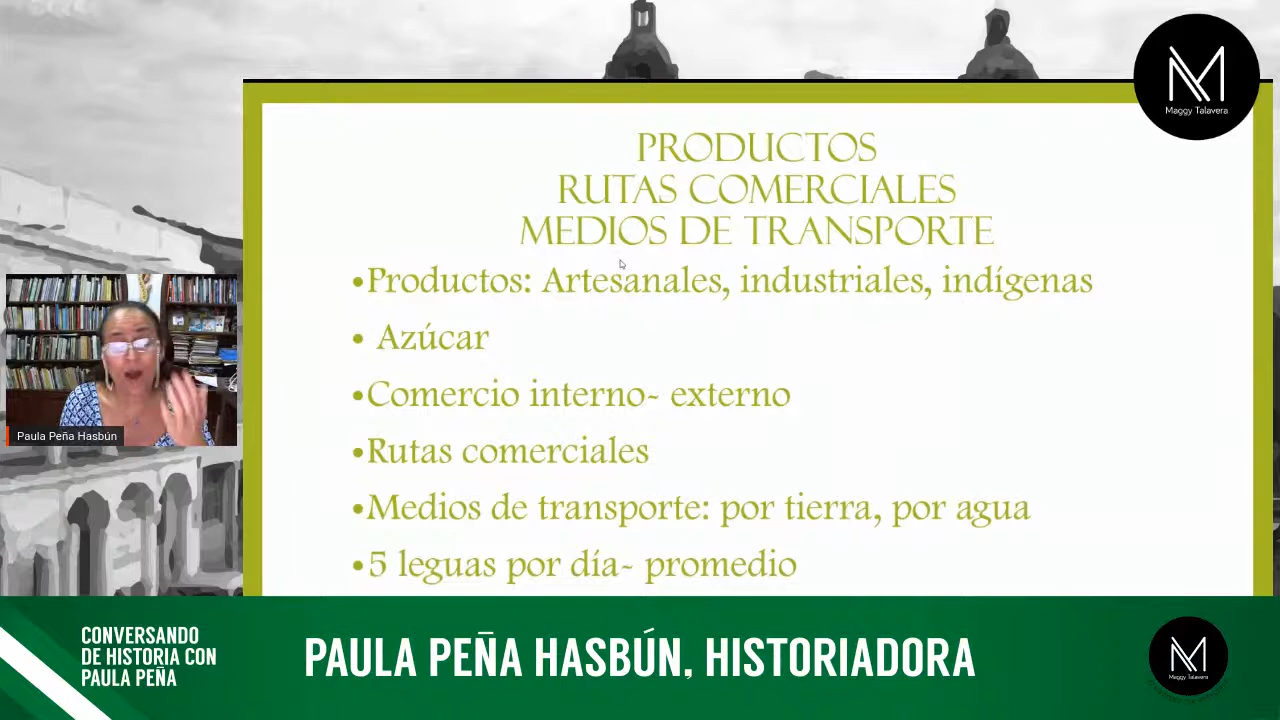 Maggy Talavera
PRODUCTOS
RUTAS COMERCIALES
MEDIOS DE TRANSPORTE
•Productos: Artesanales, industriales, indígenas
• Azúcar
•Comercio interno- externo
•Rutas comerciales
•Medios de transporte: por tierra, por agua
•5 leguas por día- promedio
Paula Peña Hasbún
CONVERSANDO
DE HISTORIA CON
PAULA PEÑA
PAULA PEÑA HASBÚN, HISTORIADORA
Maggy Talavera